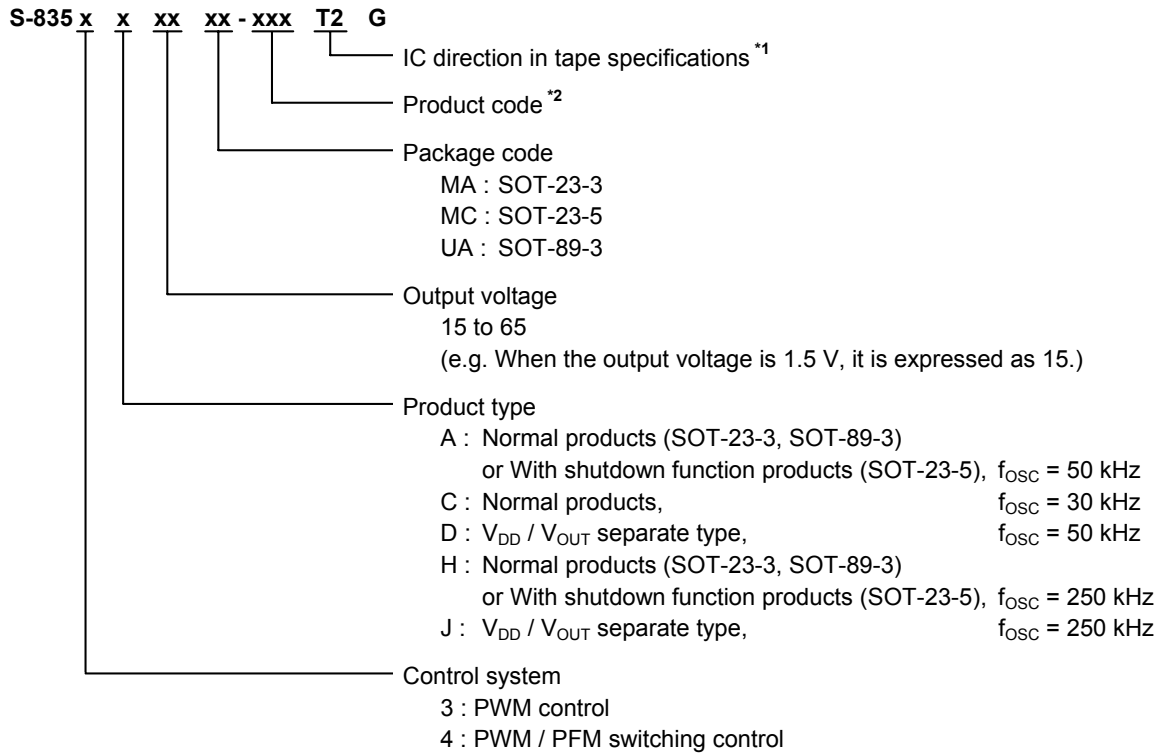 S-835 x x xx xx - xxx T2 G
IC direction in tape specifications *1
Product code *2
Package code
MA : SOT-23-3
MC : SOT-23-5
UA : SOT-89-3
Output voltage
15 to 65
(e.g. When the output voltage is 1.5 V, it is expressed as 15.)
Product type
A : Normal products (SOT-23-3, SOT-89-3)
or With shutdown function products (SOT-23-5), fOSC = 50 kHz
C : Normal products, fOSC = 30 kHz
D : VDD / VOUT separate type, fOSC = 50 kHz
H : Normal products (SOT-23-3, SOT-89-3)
or With shutdown function products (SOT-23-5), fOSC = 250 kHz
J : VDD / VOUT separate type, fOSC = 250 kHz
Control system
3 : PWM control
4 : PWM / PFM switching control